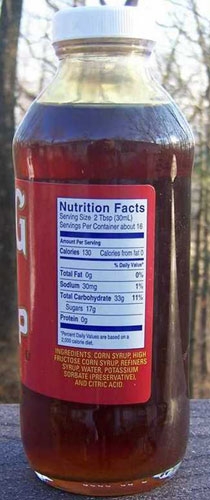 G
P
U
Nutrition Facts
Serving Size 2 Tbsp (30mL)
Servings Per Container about 16
Amount Per Serving
Calories 130 Calories from fat 0
% Daily Value*
Total Fat 0g 0%
Sodium 30mg 1%
Total Carbohydrate 33g 11%
Sugars 17g
Protein 0g
*Percent Daily Values are based on a
2,000 calorie diet.
INGREDIENTS: CORN SYRUP, HIGH
FRUCTOSE CORN SYRUP, REFINERS
SYRUP, WATER, POTASSIUM
SORBATE (PRESERVATIVE),
AND CITRIC ACID